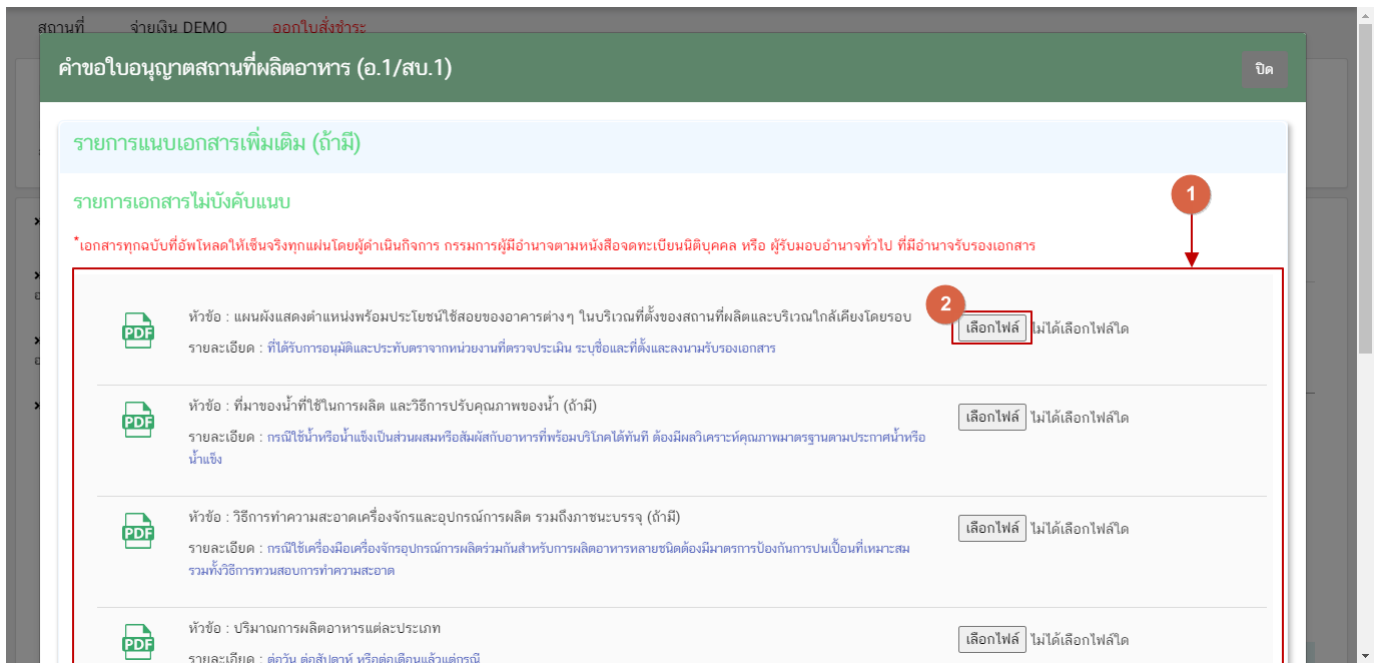 สถานที่ จ่ายเงิน DEMO ออกใบสั่งชำระ
คำขอใบอนุญาตสถานที่ผลิตอาหาร (อ.1/สบ.1)
ปิด
รายการแนบเอกสารเพิ่มเติม (ถ้ามี)
รายการเอกสารไม่บังคับแนบ
1
*เอกสารทุกฉบับที่อัพโหลดให้เซ็นจริงทุกแผ่นโดยผู้ดำเนินกิจการ กรรมการผู้มีอำนาจตามหนังสือจดทะเบียนนิติบุคคล หรือ ผู้รับมอบอำนาจทั่วไป ที่มีอำนาจรับรองเอกสาร
2
PDF
หัวข้อ : แผนผังแสดงตำแหน่งพร้อมประโยชน์ใช้สอยของอาคารต่างๆ ในบริเวณที่ตั้งของสถานที่ผลิตและบริเวณใกล้เคียงโดยรอบ
เลือกไฟล์ ไม่ได้เลือกไฟล์ใด
รายละเอียด : ที่ได้รับการอนุมัติและประทับตราจากหน่วยงานที่ตรวจประเมิน ระบุชื่อและที่ตั้งและลงนามรับรองเอกสาร
PDF
หัวข้อ : ที่มาของน้ำที่ใช้ในการผลิต และวิธีการปรับคุณภาพของน้ำ (ถ้ามี)
เลือกไฟล์ ไม่ได้เลือกไฟล์ใด
รายละเอียด : กรณีใช้น้ำหรือน้ำแข็งเป็นส่วนผสมหรือสัมผัสกับอาหารที่พร้อมบริโภคได้ทันที ต้องมีผลวิเคราะห์คุณภาพมาตรฐานตามประกาศน้ำหรือ
น้ำแข็ง
PDF
หัวข้อ : วิธีการทำความสะอาดเครื่องจักรและอุปกรณ์การผลิต รวมถึงภาชนะบรรจุ (ถ้ามี)
เลือกไฟล์ ไม่ได้เลือกไฟล์ใด
รายละเอียด : กรณีใช้เครื่องมือเครื่องจักรอุปกรณ์การผลิตร่วมกันสำหรับการผลิตอาหารหลายชนิดต้องมีมาตรการป้องกันการปนเปื้อนที่เหมาะสม
รวมทั้งวิธีการทวนสอบการทำความสะอาด
PDF
หัวข้อ : ปริมาณการผลิตอาหารแต่ละประเภท
เลือกไฟล์ ไม่ได้เลือกไฟล์ใด
รายละเอียด : ต่อวัน ต่อสัปดาห์ หรือต่อเดือนแล้วแต่กรณี